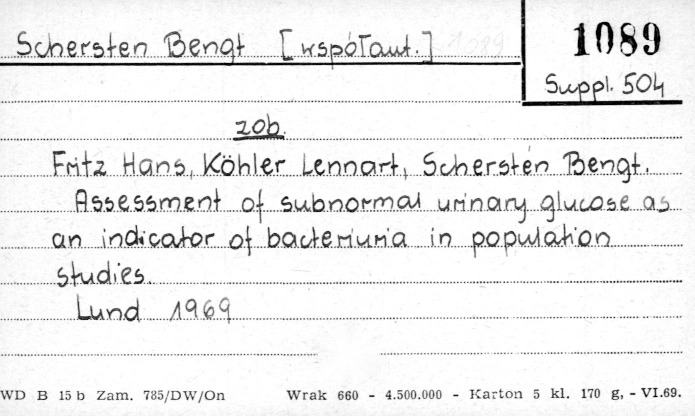 Schersten Bengt [współaut.]
1089
Suppl. 504
zob.
Fritz Hans, Köhler Lennart, Scherstén Bengt.
Assessment of subnormal urinary glucose as
an indicator of bacteriuria in population
studies.
Lund 1969
WD B 15 b Zam. 785/DW/On Wrak 660 - 4.500.000 - Karton 5 kl. 170 g, - VI.69.